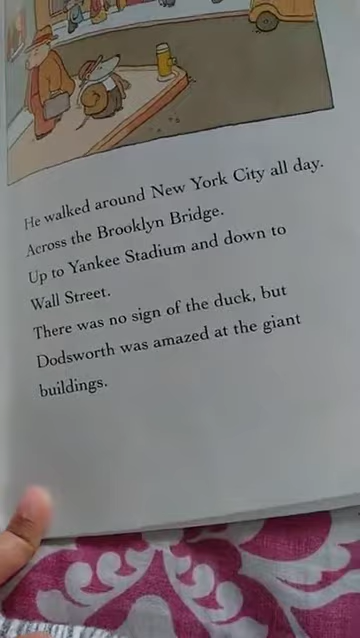 He walked around New York City all day.
Across the Brooklyn Bridge.
Up to Yankee Stadium and down to
Wall Street.
There was no sign of the duck, but
Dodsworth was amazed at the giant
buildings.